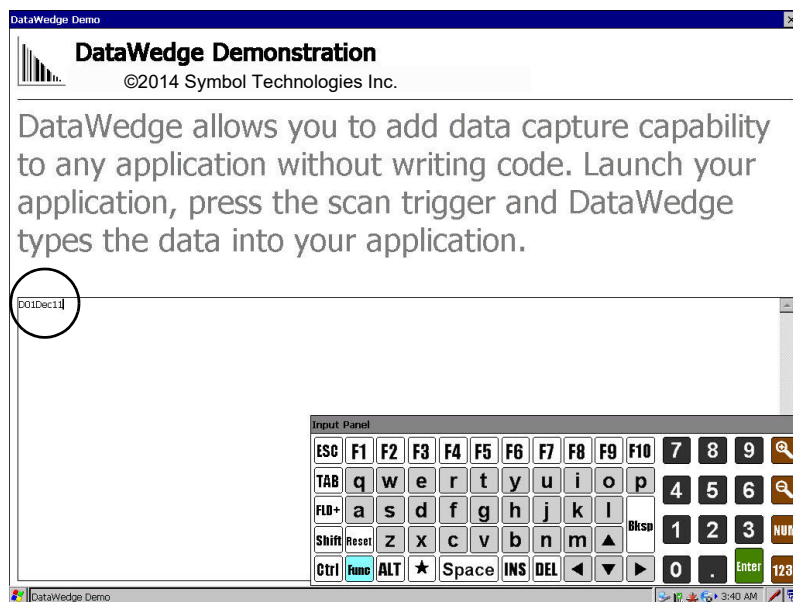 DataWedge Demo
DataWedge Demonstration
©2014 Symbol Technologies Inc.
DataWedge allows you to add data capture capability
to any application without writing code. Launch your
application, press the scan trigger and DataWedge
types the data into your application.
D01Dec11
Input Panel
ESC F1 F2 F3 F4 F5 F6 F7 F8 F9 F10 7 8 9
TAB q w e r t y u i o p 4 5 6
FLD+ a s d f g h j k l Bksp 1 2 3 NUM
Shift Reset z x c v b n m
Ctrl Func ALT Space INS DEL 0 . Enter 123
DataWedge Demo 3:40 AM